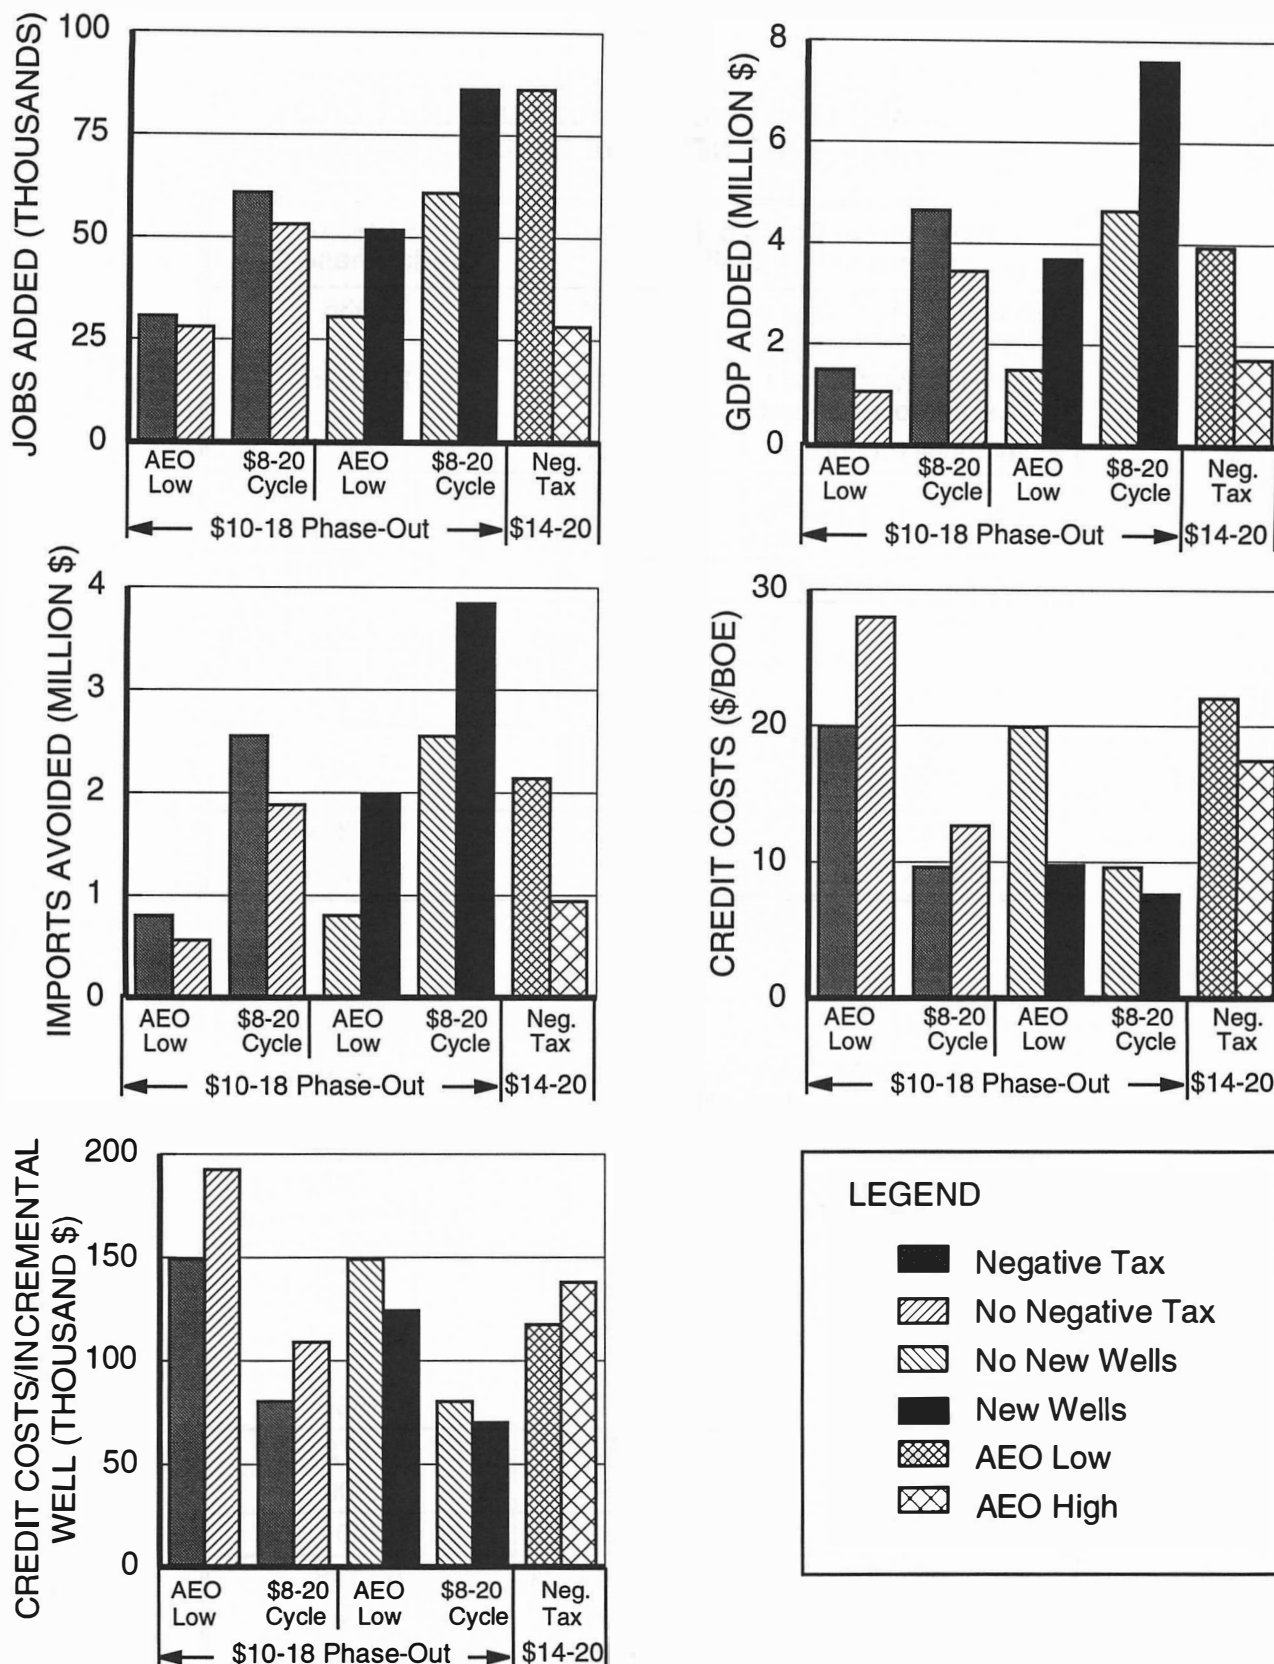 JOBS ADDED (THOUSANDS)
100
75
50
25
0
AEO Low
$8-20 Cycle
AEO Low
$8-20 Cycle
Neg. Tax
$10-18 Phase-Out
$14-20
GDP ADDED (MILLION $)
8
6
4
2
0
AEO Low
$8-20 Cycle
AEO Low
$8-20 Cycle
Neg. Tax
$10-18 Phase-Out
$14-20
IMPORTS AVOIDED (MILLION $)
4
3
2
1
0
AEO Low
$8-20 Cycle
AEO Low
$8-20 Cycle
Neg. Tax
$10-18 Phase-Out
$14-20
CREDIT COSTS ($/BOE)
30
20
10
0
AEO Low
$8-20 Cycle
AEO Low
$8-20 Cycle
Neg. Tax
$10-18 Phase-Out
$14-20
CREDIT COSTS/INCREMENTAL
WELL (THOUSAND $)
200
150
100
50
0
AEO Low
$8-20 Cycle
AEO Low
$8-20 Cycle
Neg. Tax
$10-18 Phase-Out
$14-20
LEGEND
Negative Tax
No Negative Tax
No New Wells
New Wells
AEO Low
AEO High